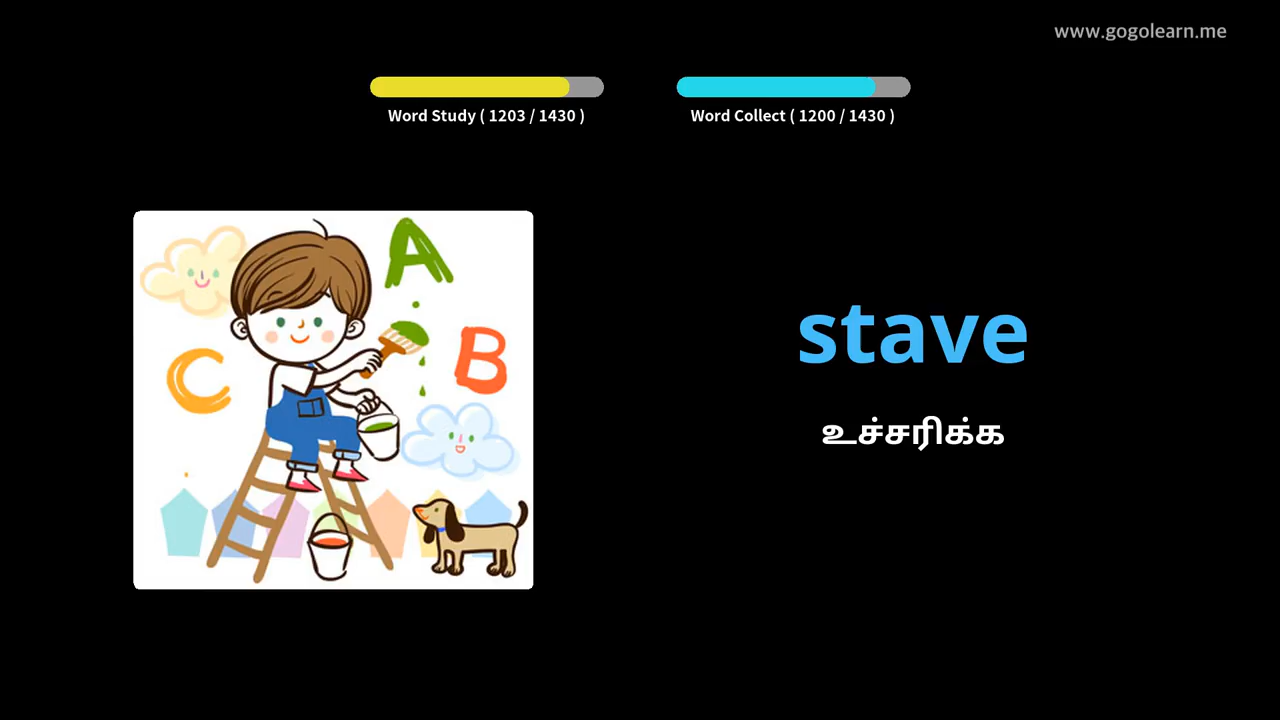 www.gogolearn.me
Word Study ( 1203 / 1430 )
Word Collect ( 1200 / 1430 )
A
B
C
stave
உச்சரிக்க